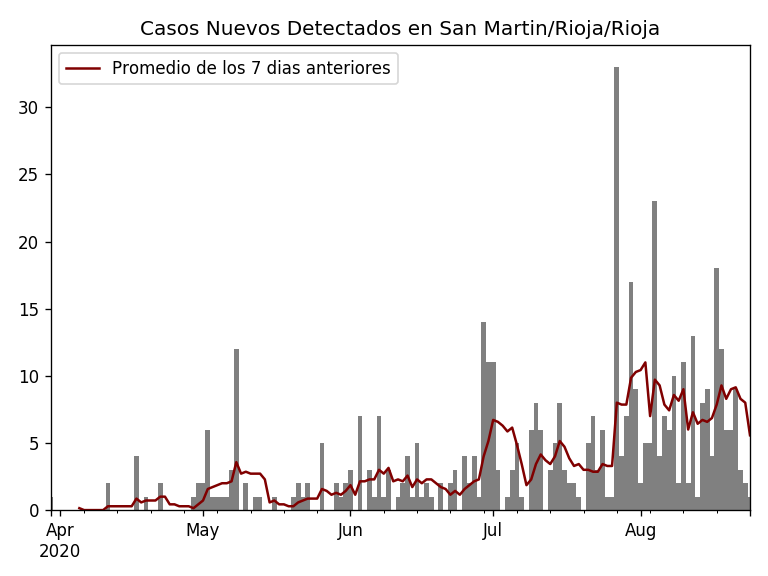 Casos Nuevos Detectados en San Martin/Rioja/Rioja
Promedio de los 7 dias anteriores
30
25
20
15
10
5
0
Apr May Jun Jul Aug
2020